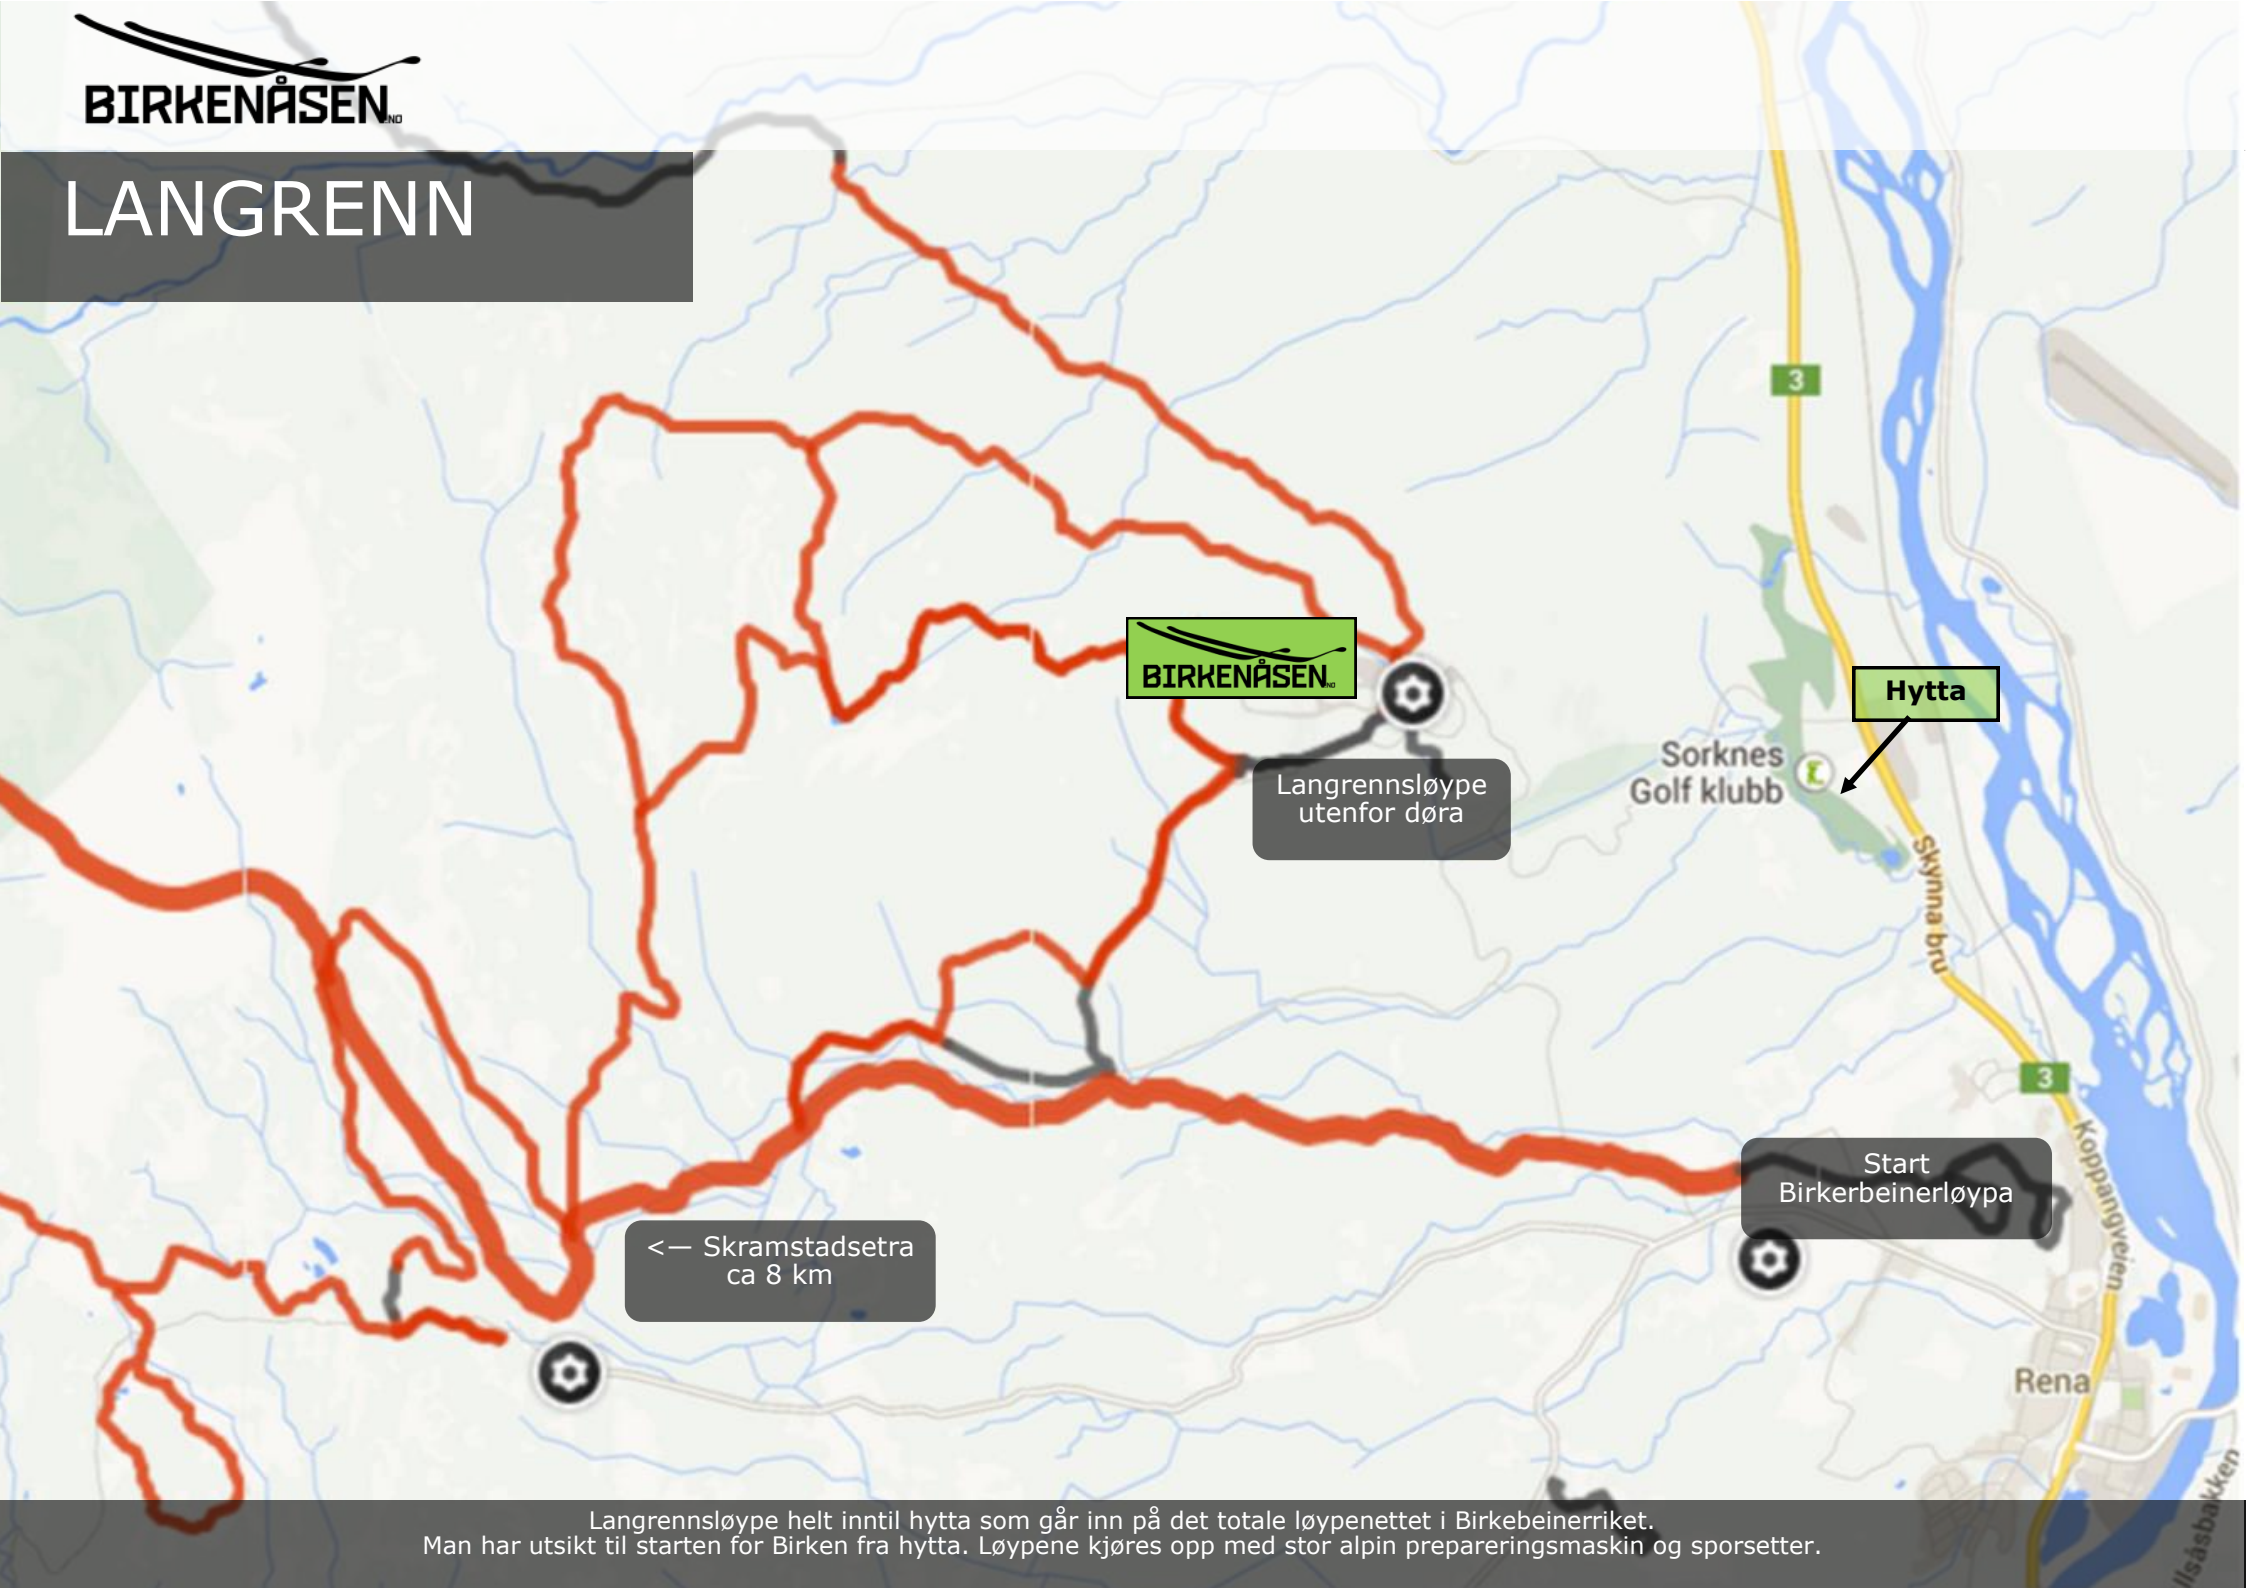 BIRKENÅSEN.NO
LANGRENN
3
BIRKENÅSEN.NO
Hytta
Sorknes
Golf klubb
Langrennsløype
utenfor døra
Skynna bru
3
Koppangveien
Start
Birkerbeinerløypa
<— Skramstadsetra
ca 8 km
Rena
Langrennsløype helt inntil hytta som går inn på det totale løypenettet i Birkebeinerriket.
Man har utsikt til starten for Birken fra hytta. Løypene kjøres opp med stor alpin prepareringsmaskin og sporsetter.